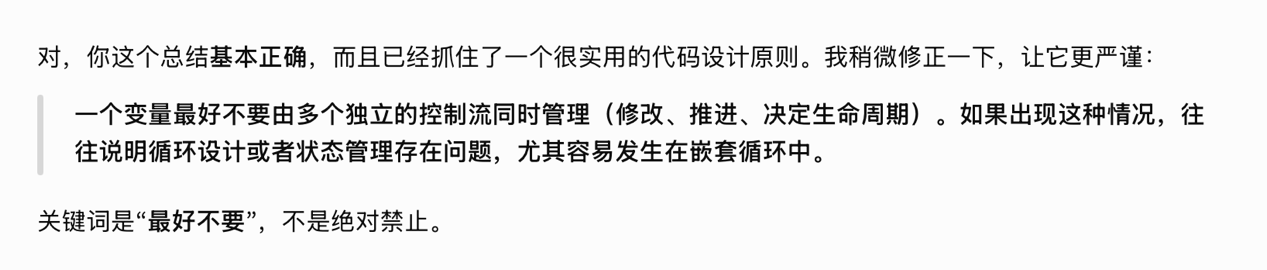 对，你这个总结基本正确，而且已经抓住了一个很实用的代码设计原则。我稍微修正一下，让它更严谨：
一个变量最好不要由多个独立的控制流同时管理（修改、推进、决定生命周期）。如果出现这种情况，往
往说明循环设计或者状态管理存在问题，尤其容易发生在嵌套循环中。
关键词是“最好不要”，不是绝对禁止。